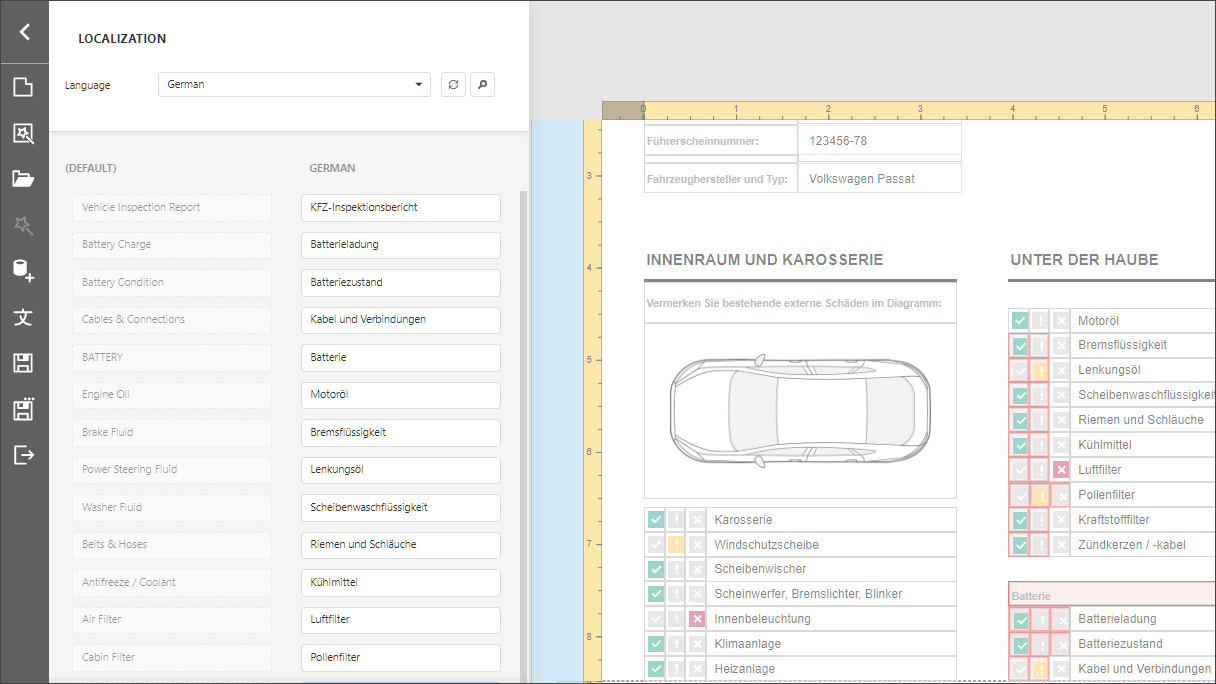 LOCALIZATION
Language German
(DEFAULT) GERMAN
Vehicle Inspection Report KFZ-Inspektionsbericht
Battery Charge Batterieladung
Battery Condition Batteriezustand
Cables & Connections Kabel und Verbindungen
BATTERY Batterie
Engine Oil Motoröl
Brake Fluid Bremsflüssigkeit
Power Steering Fluid Lenkungsöl
Washer Fluid Scheibenwaschflüssigkeit
Belts & Hoses Riemen und Schläuche
Antifreeze / Coolant Kühlmittel
Air Filter Luftfilter
Cabin Filter Pollenfilter
0 1 2 3 4 5 6
3
4
5
6
7
8
Führerscheinnummer: 123456-78
Fahrzeughersteller und Typ: Volkswagen Passat
INNENRAUM UND KAROSSERIE
Vermerken Sie bestehende externe Schäden im Diagramm:
Karosserie
Windschutzscheibe
Scheibenwischer
Scheinwerfer, Bremslichter, Blinker
Innenbeleuchtung
Klimaanlage
Heizanlage
UNTER DER HAUBE
Motoröl
Bremsflüssigkeit
Lenkungsöl
Scheibenwaschflüssigkeit
Riemen und Schläuche
Kühlmittel
Luftfilter
Pollenfilter
Kraftstofffilter
Zündkerzen / -kabel
Batterie
Batterieladung
Batteriezustand
Kabel und Verbindungen